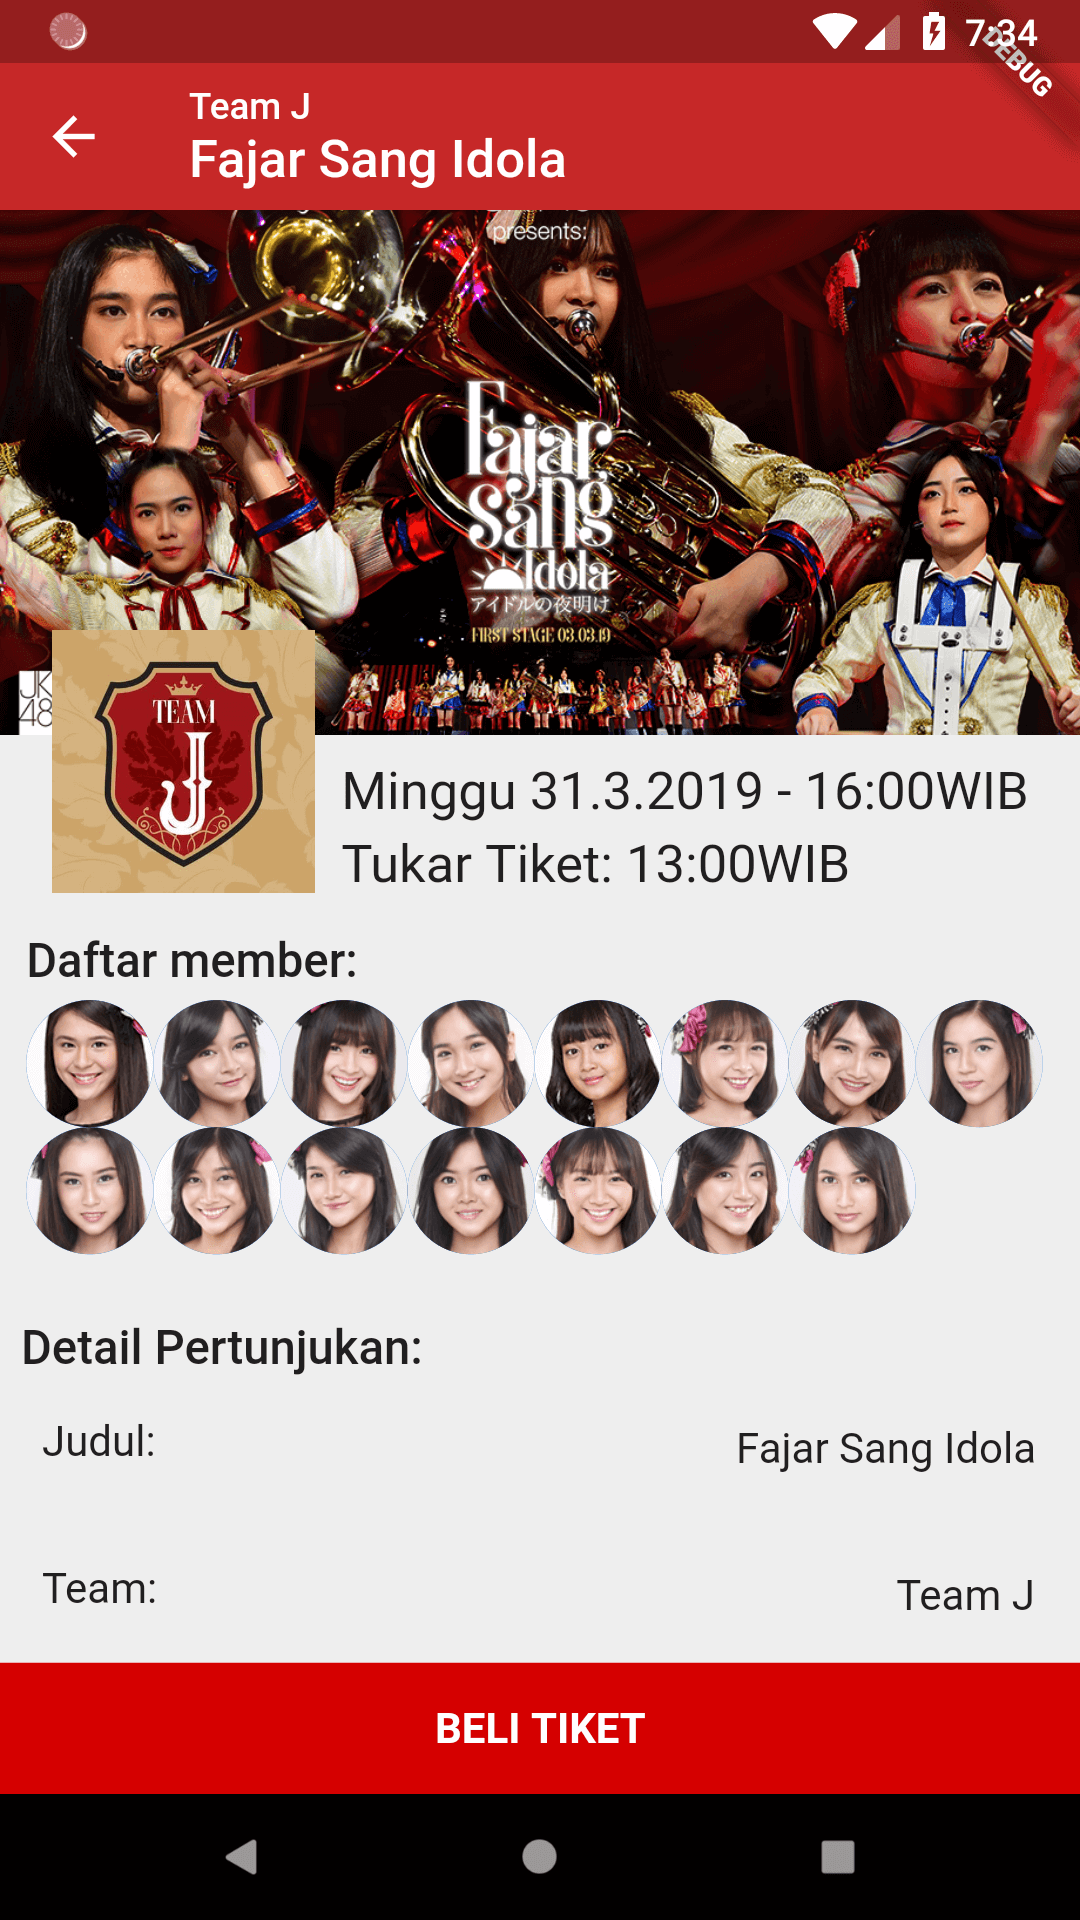 7:34
DEBUG
Team J
Fajar Sang Idola
presents:
Fajar
Sang
Idola
アイドルの夜明け
FIRST STAGE 03.03.19
JK
48
TEAM
J
Minggu 31.3.2019 - 16:00WIB
Tukar Tiket: 13:00WIB
Daftar member:
Detail Pertunjukan:
Judul:
Fajar Sang Idola
Team:
Team J
BELI TIKET